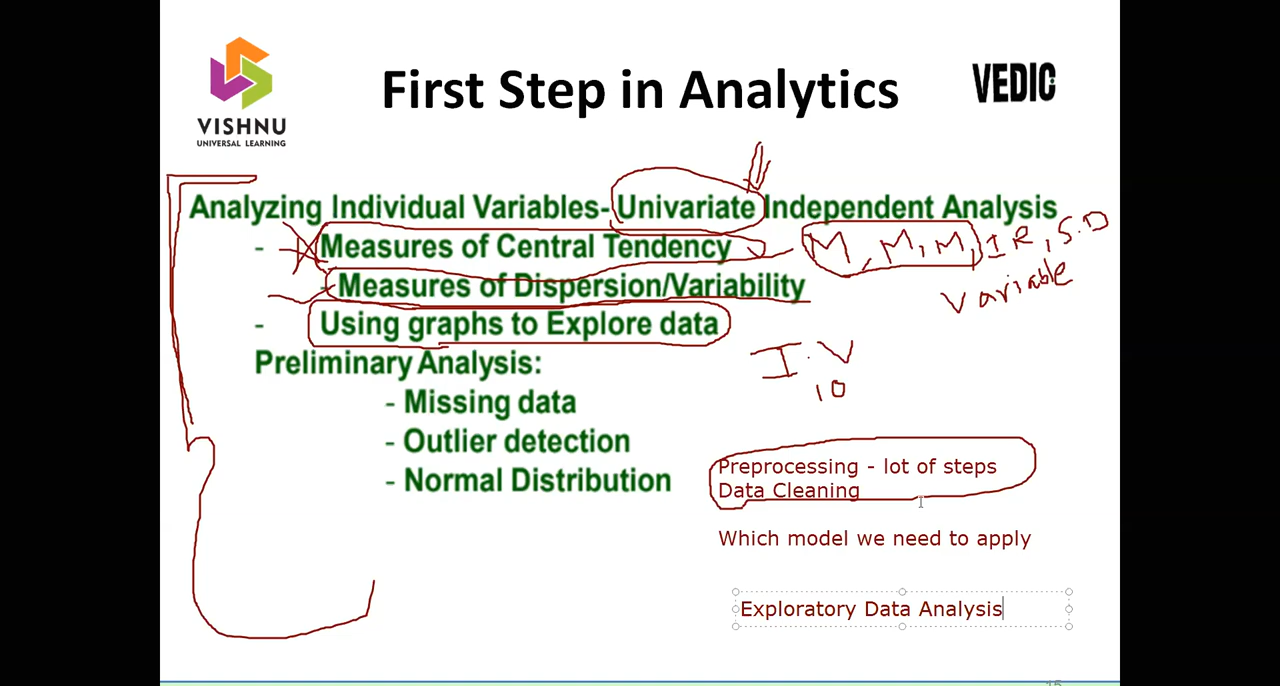 First Step in Analytics
VEDIC
VISHNU
UNIVERSAL LEARNING
Analyzing Individual Variables- Univariate Independent Analysis
- Measures of Central Tendency
M, M, M, I R, S.D
- Measures of Dispersion/Variability
Variable
- Using graphs to Explore data
I.V
10
Preliminary Analysis:
- Missing data
- Outlier detection
- Normal Distribution
Preprocessing - lot of steps
Data Cleaning
Which model we need to apply
Exploratory Data Analysis